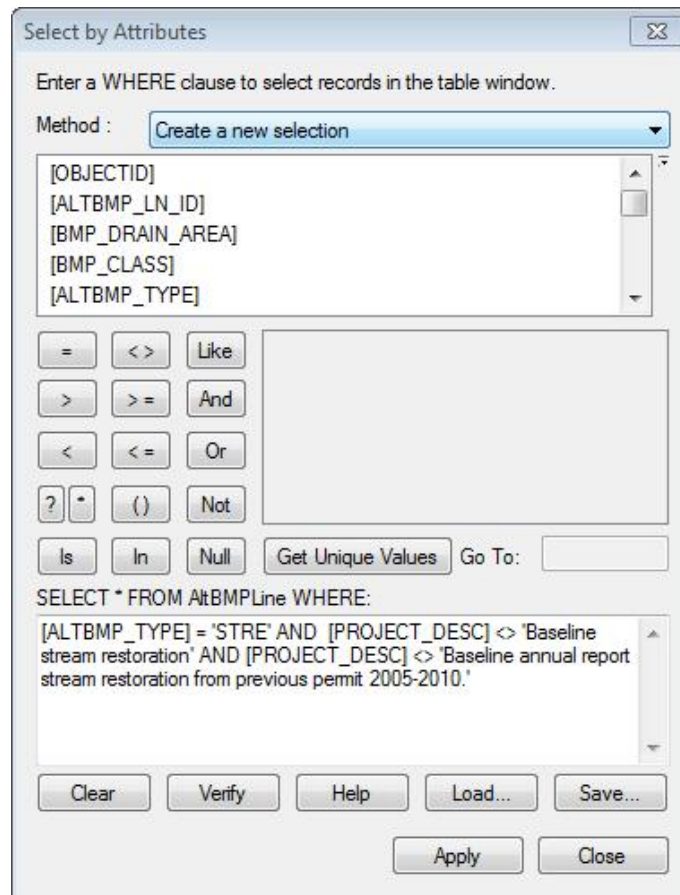 Select by Attributes
Enter a WHERE clause to select records in the table window.
Method :
Create a new selection
[OBJECTID]
[ALTBMP_LN_ID]
[BMP_DRAIN_AREA]
[BMP_CLASS]
[ALTBMP_TYPE]
= < > Like
> > = And
< < = Or
? * ( ) Not
Is In Null Get Unique Values Go To:
SELECT * FROM AltBMPLine WHERE:
[ALTBMP_TYPE] = 'STRE' AND [PROJECT_DESC] <> 'Baseline
stream restoration' AND [PROJECT_DESC] <> 'Baseline annual report
stream restoration from previous permit 2005-2010.'
Clear Verify Help Load... Save...
Apply Close